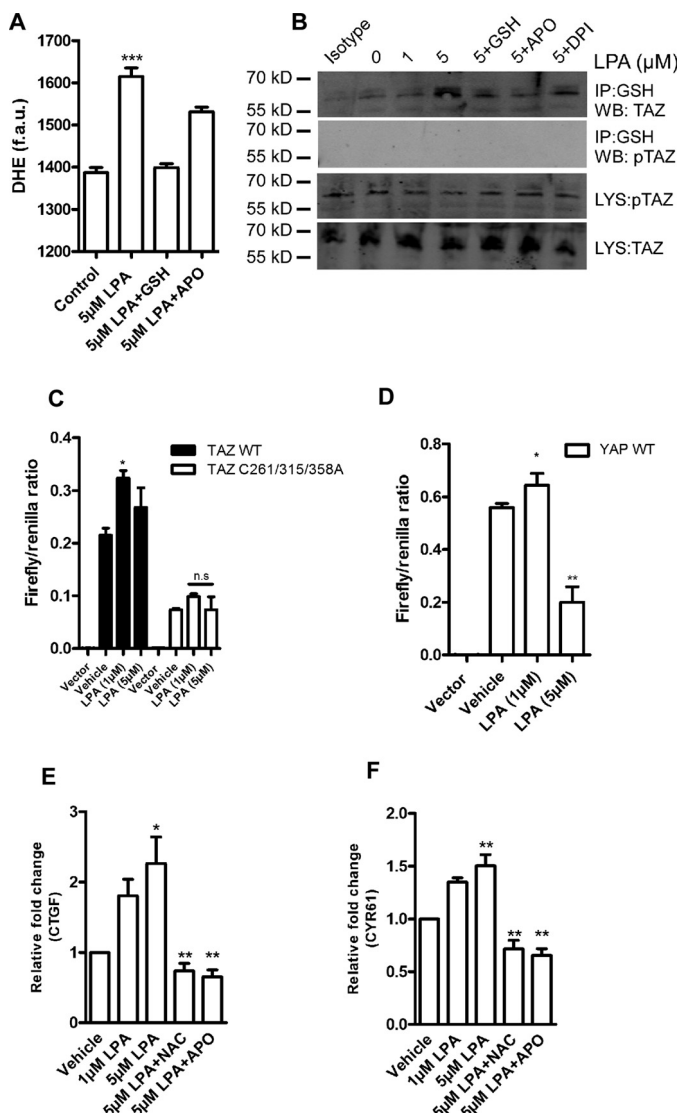 A
***
1700
1600
1500
1400
1300
1200
DHE (f.a.u.)
Control
5µM LPA
5µM LPA+GSH
5µM LPA+APO
B
Isotype
0
1
5
5+GSH
5+APO
5+DPI
LPA (µM)
70 kD
55 kD
IP:GSH
WB: TAZ
70 kD
55 kD
IP:GSH
WB: pTAZ
70 kD
55 kD
LYS:pTAZ
70 kD
55 kD
LYS:TAZ
C
0.4
0.3
0.2
0.1
0.0
Firefly/renilla ratio
*
n.s
TAZ WT
TAZ C261/315/358A
Vector
Vehicle
LPA (1µM)
LPA (5µM)
Vector
Vehicle
LPA (1µM)
LPA (5µM)
D
0.8
0.6
0.4
0.2
0.0
Firefly/renilla ratio
*
**
YAP WT
Vector
Vehicle
LPA (1µM)
LPA (5µM)
E
3
2
1
0
Relative fold change
(CTGF)
*
**
**
Vehicle
1µM LPA
5µM LPA
5µM LPA+NAC
5µM LPA+APO
F
2.0
1.5
1.0
0.5
0.0
Relative fold change
(CYR61)
**
**
**
Vehicle
1µM LPA
5µM LPA
5µM LPA+NAC
5µM LPA+APO